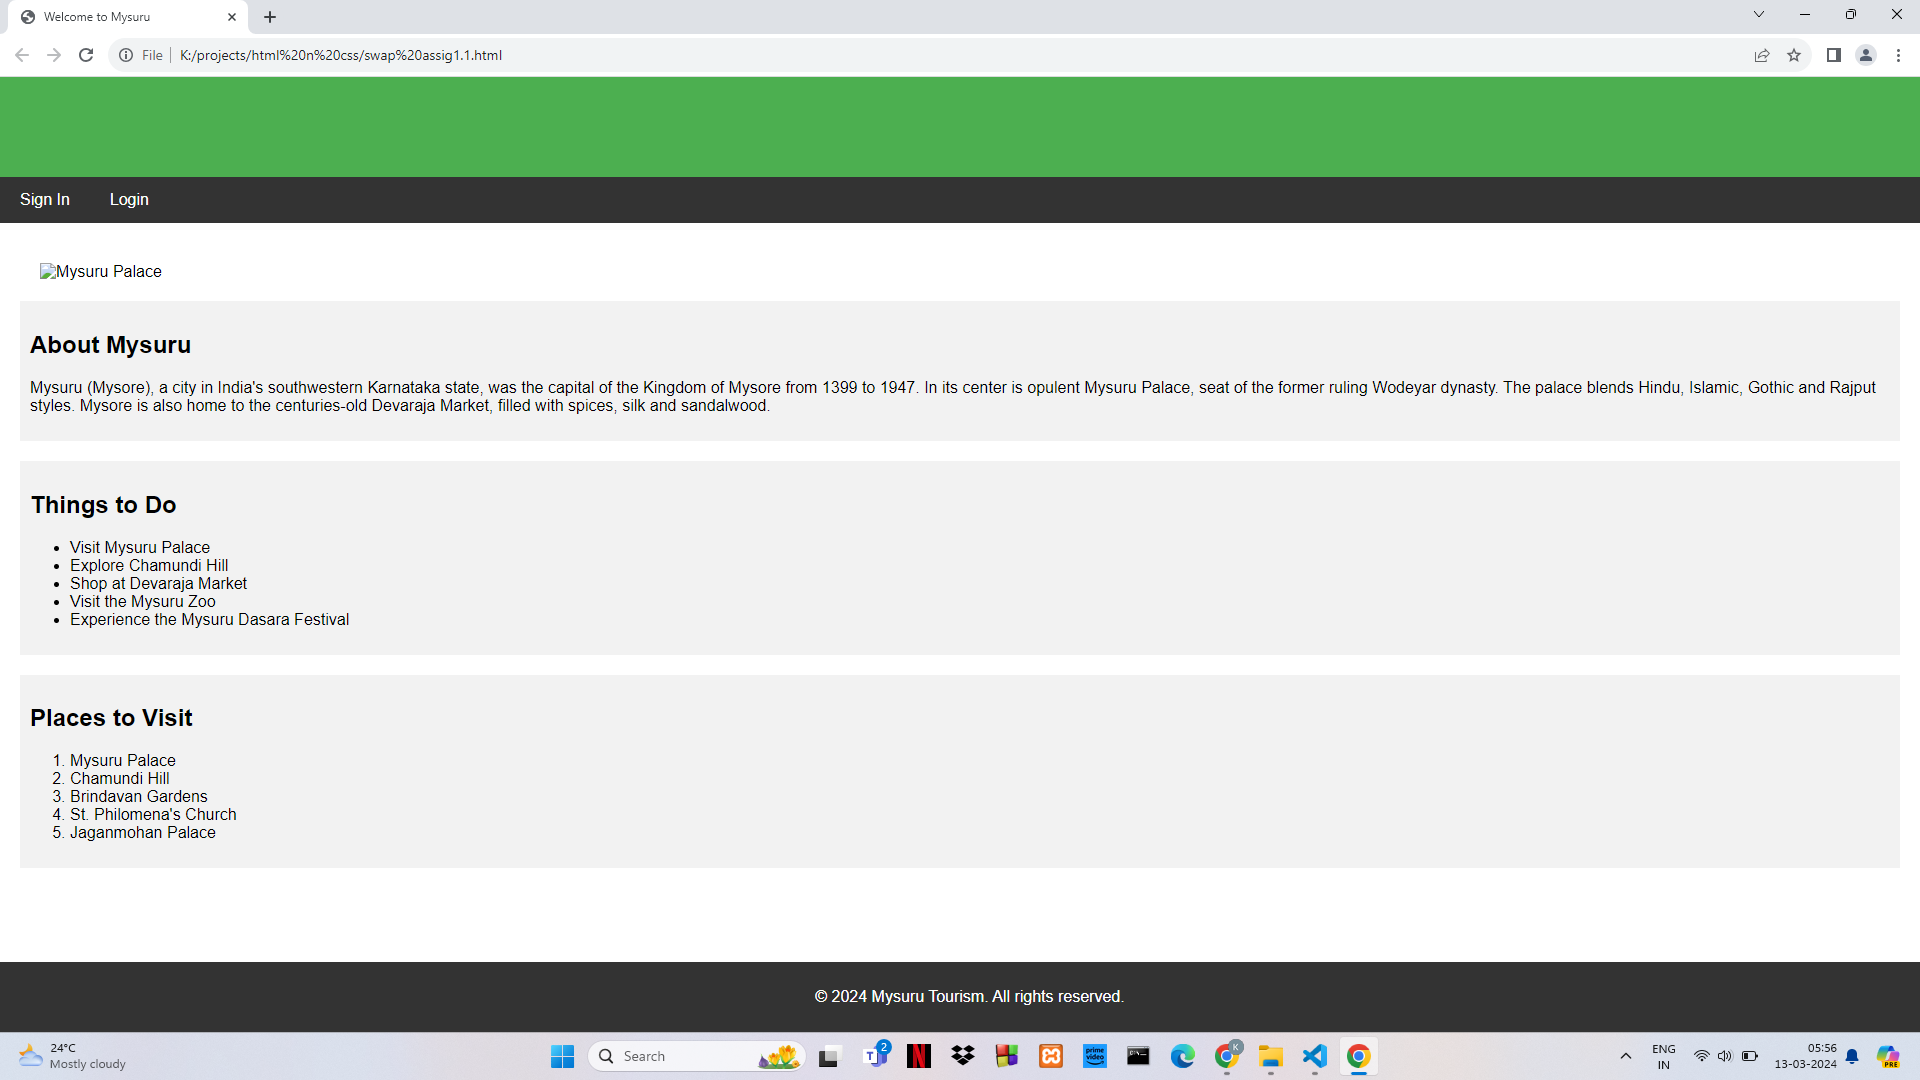 Welcome to Mysuru
File
K:/projects/html%20n%20css/swap%20assig1.1.html
Sign In
Login
Mysuru Palace
About Mysuru
Mysuru (Mysore), a city in India's southwestern Karnataka state, was the capital of the Kingdom of Mysore from 1399 to 1947. In its center is opulent Mysuru Palace, seat of the former ruling Wodeyar dynasty. The palace blends Hindu, Islamic, Gothic and Rajput
styles. Mysore is also home to the centuries-old Devaraja Market, filled with spices, silk and sandalwood.
Things to Do
• Visit Mysuru Palace
• Explore Chamundi Hill
• Shop at Devaraja Market
• Visit the Mysuru Zoo
• Experience the Mysuru Dasara Festival
Places to Visit
1. Mysuru Palace
2. Chamundi Hill
3. Brindavan Gardens
4. St. Philomena's Church
5. Jaganmohan Palace
© 2024 Mysuru Tourism. All rights reserved.
24°C
Mostly cloudy
Search
T
2
N
prime
video
K
ENG
IN
05:56
13-03-2024
PRE